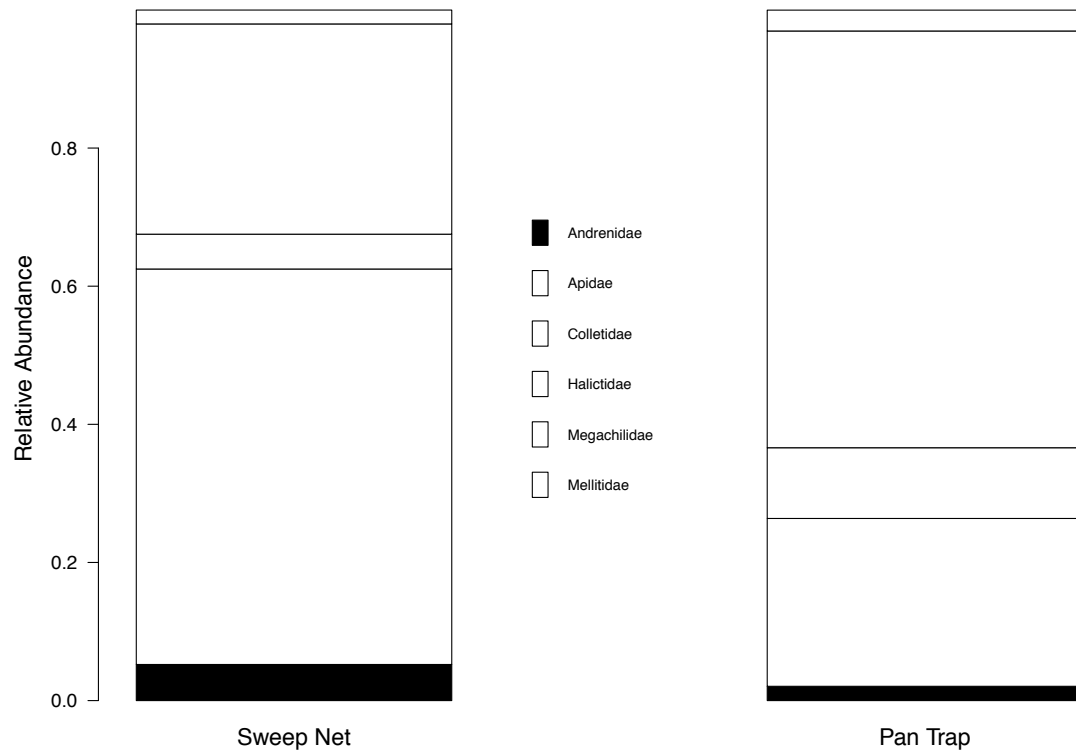 Relative Abundance
0.8
0.6
0.4
0.2
0.0
Andrenidae
Apidae
Colletidae
Halictidae
Megachilidae
Mellitidae
Sweep Net
Pan Trap